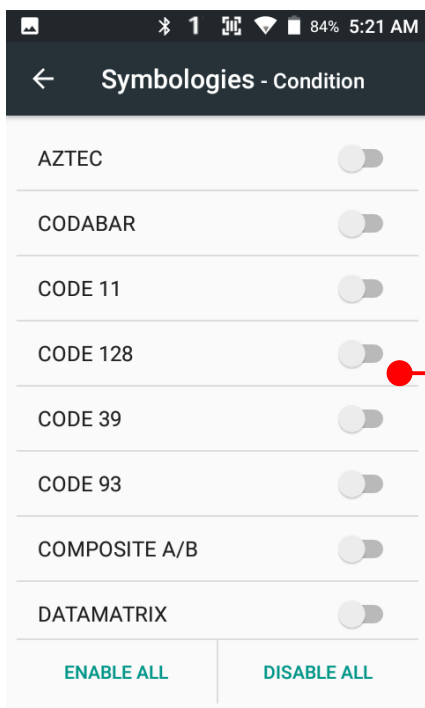 1 84% 5:21 AM
Symbologies - Condition
AZTEC
CODABAR
CODE 11
CODE 128
CODE 39
CODE 93
COMPOSITE A/B
DATAMATRIX
ENABLE ALL DISABLE ALL